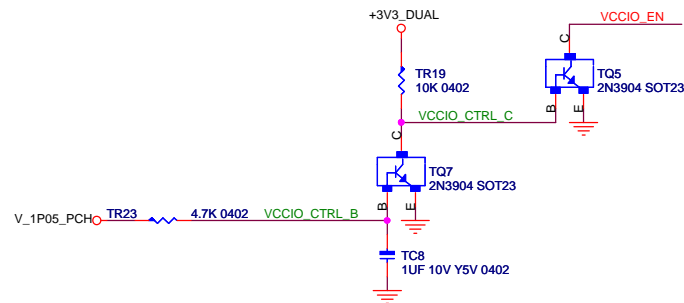 +3V3_DUAL
VCCIO_EN
C
TR19
10K 0402
TQ5
2N3904 SOT23
B
E
VCCIO_CTRL_C
C
TQ7
2N3904 SOT23
B
E
V_1P05_PCH
TR23
4.7K 0402
VCCIO_CTRL_B
TC8
1UF 10V Y5V 0402